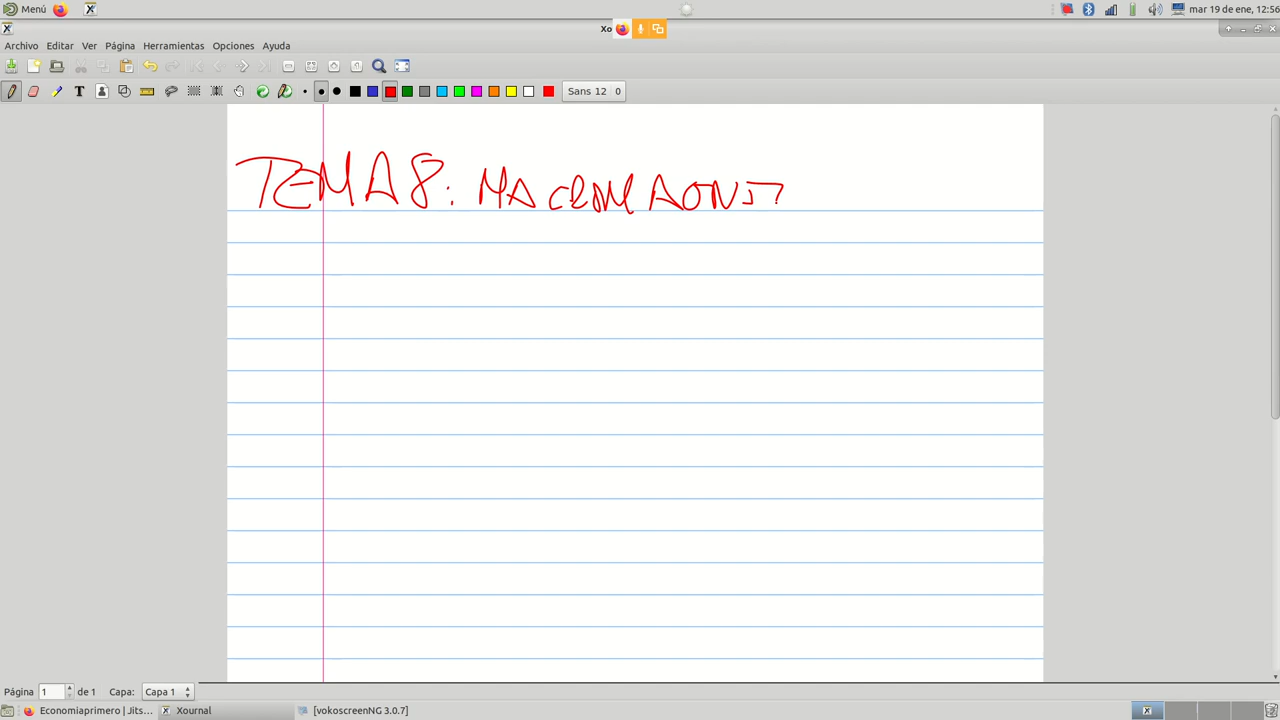 Menú mar 19 de ene, 12:56
Xo
Archivo Editar Ver Página Herramientas Opciones Ayuda
Sans 12 0
TEMA 8:
Página 1 de 1 Capa: Capa 1
Economiaprimero | Jits... Xournal [vokoscreenNG 3.0.7]